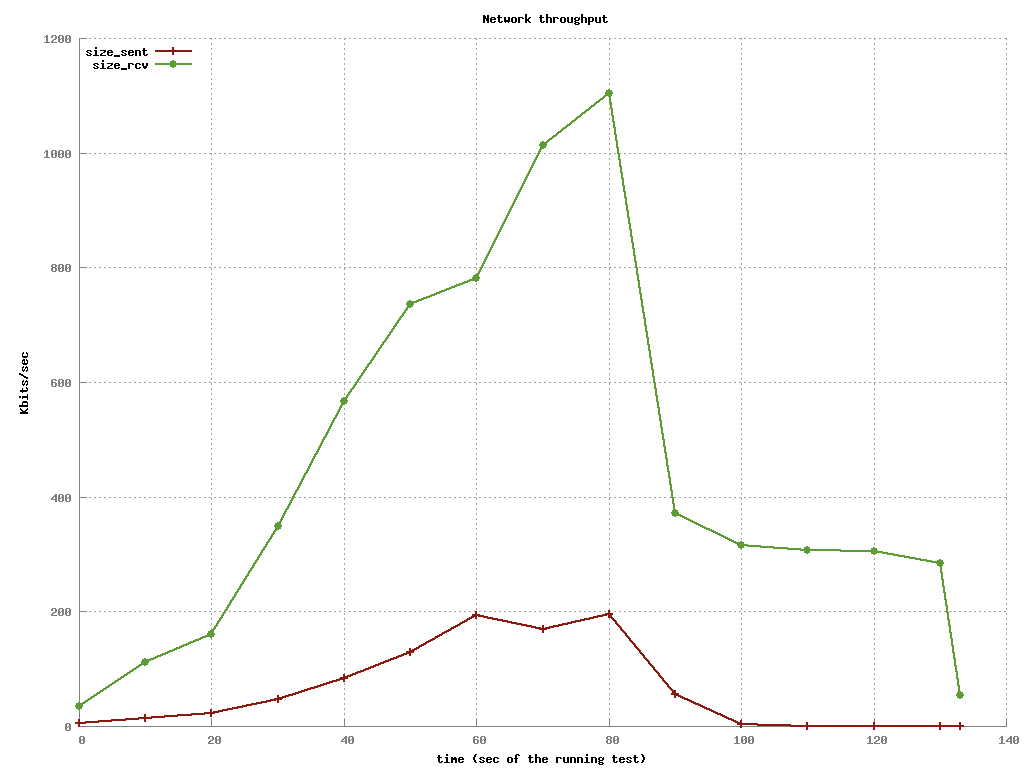 Network throughput
1200
size_sent
size_rcv
1000
800
600
400
200
0
Kbits/sec
0 20 40 60 80 100 120 140
time (sec of the running test)